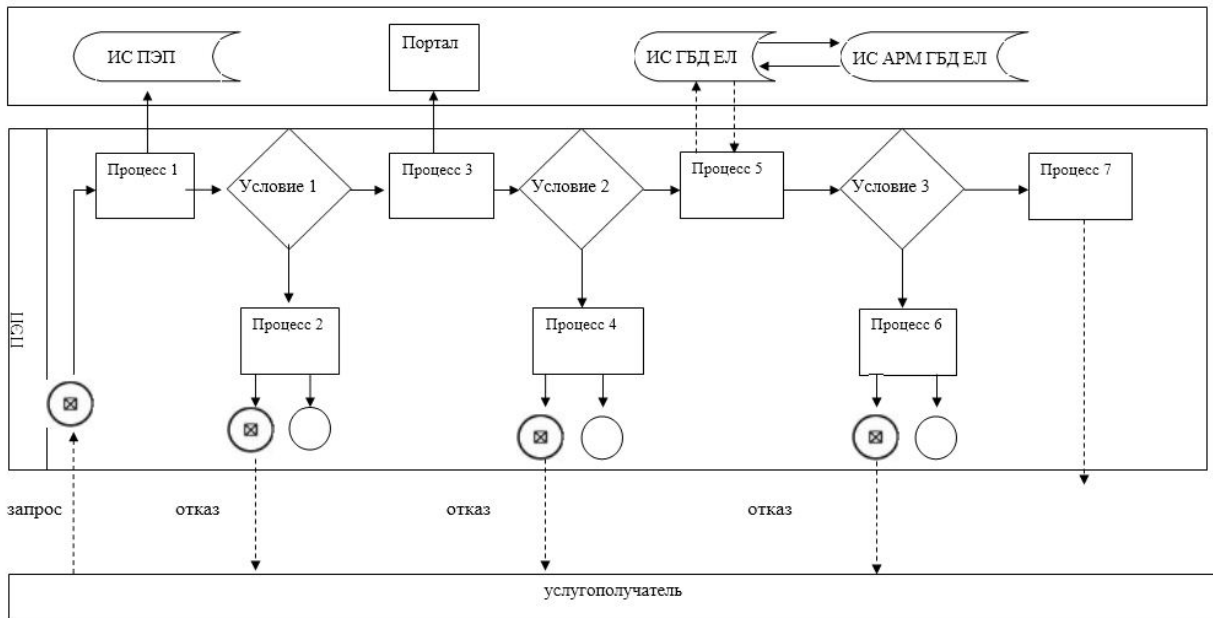 ИС ПЭП
Портал
ИС ГБД ЕЛ
ИС АРМ ГБД ЕЛ
ПЭП
Процесс 1
Условие 1
Процесс 3
Условие 2
Процесс 5
Условие 3
Процесс 7
Процесс 2
Процесс 4
Процесс 6
запрос
отказ
отказ
отказ
услугополучатель